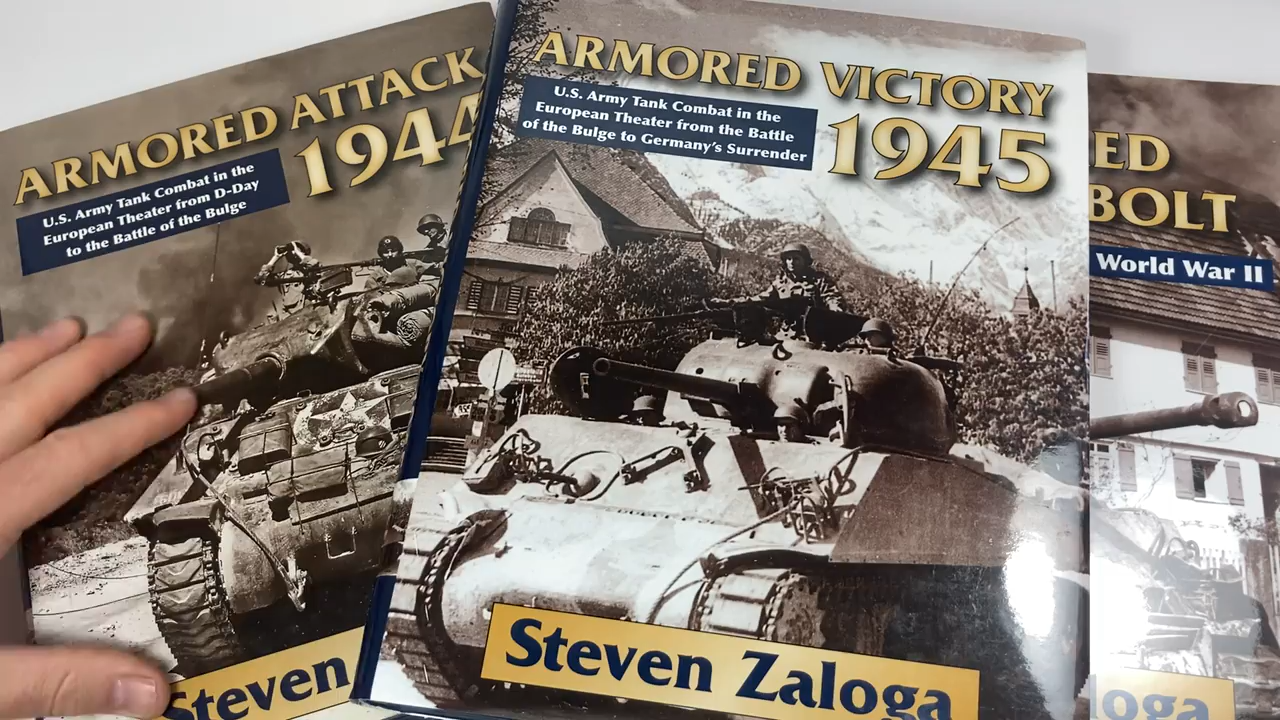 ARMORED ATTACK
1944
U.S. Army Tank Combat in the
European Theater from D-Day
to the Battle of the Bulge
Steven
ARMORED VICTORY
1945
U.S. Army Tank Combat in the
European Theater from the Battle
of the Bulge to Germany's Surrender
Steven Zaloga
ED
BOLT
World War II
oga